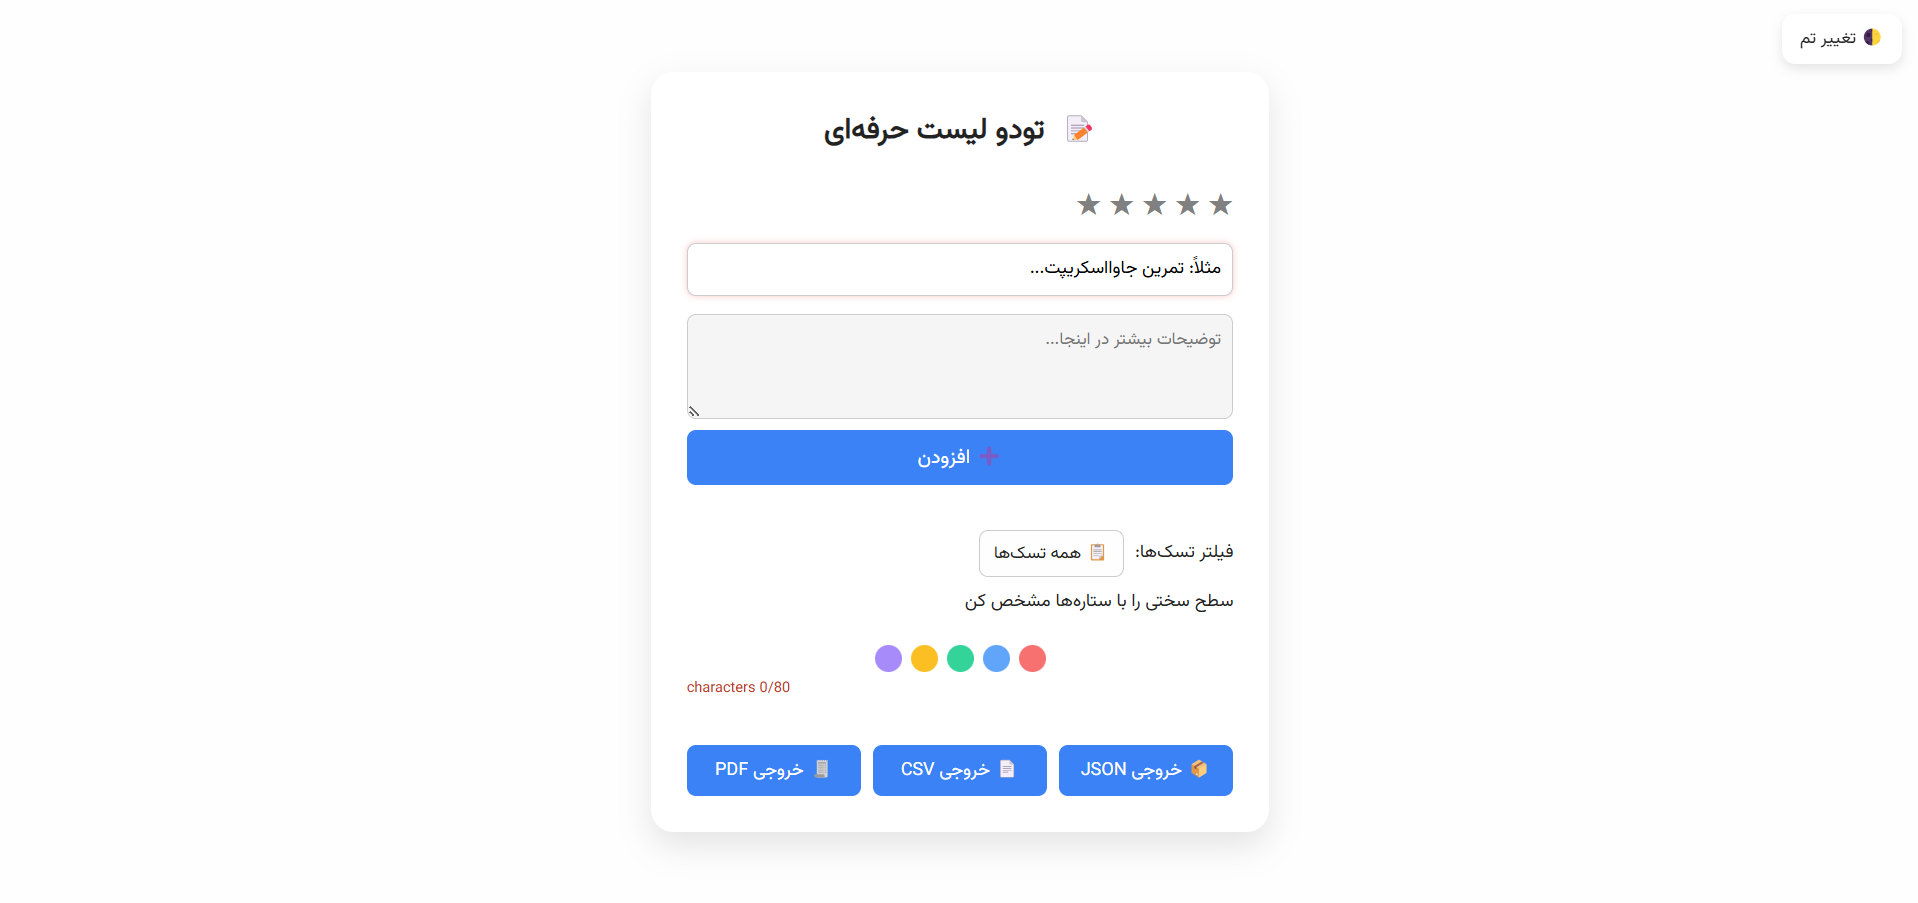 تغییر تم
تودو لیست حرفه‌ای
مثلاً: تمرین جاوااسکریپت...
توضیحات بیشتر در اینجا...
افزودن
فیلتر تسک‌ها: همه تسک‌ها
سطح سختی را با ستاره‌ها مشخص کن
characters 0/80
خروجی JSON
خروجی CSV
خروجی PDF